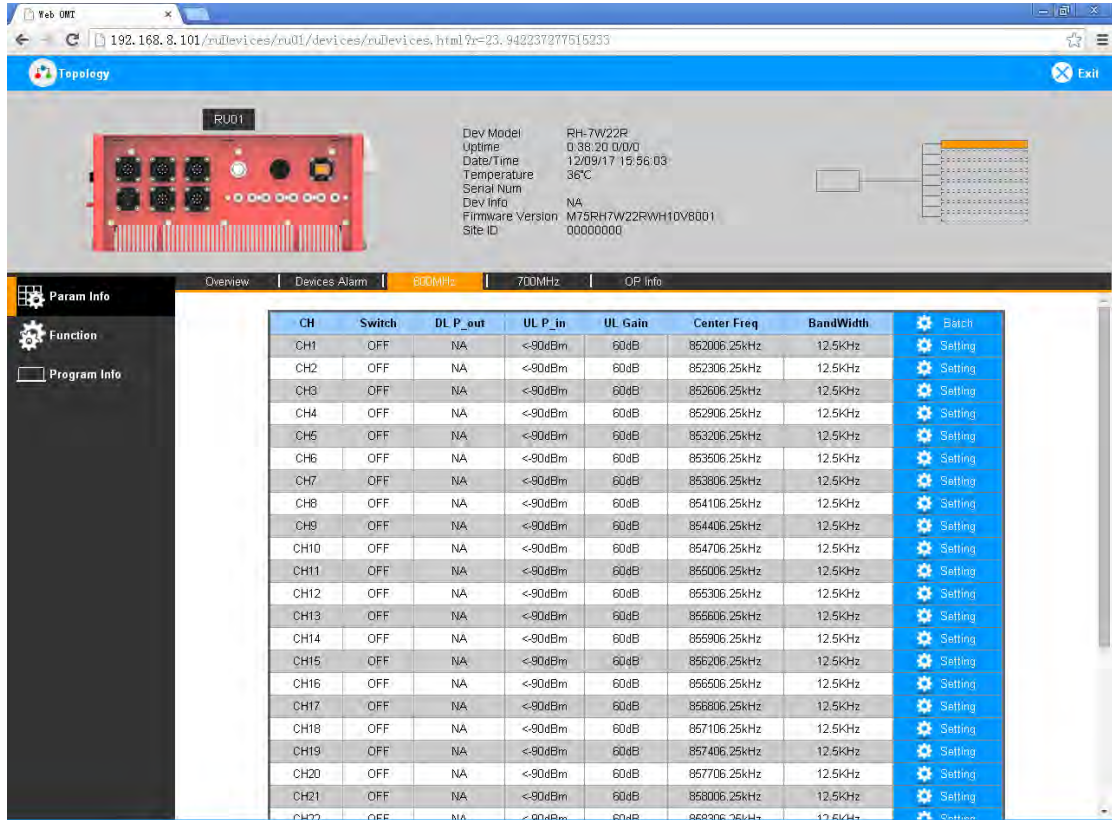 Web OMT
192.168.8.101/ruDevices/ru01/devices/ruDevices.html?r=23.942237277515233
Topology
Exit
RU01
Dev Model RH-7W22R
Uptime 0:38:20 0/0/0
Date/Time 12/09/17 15:56:03
Temperature 36℃
Serial Num
Dev Info NA
Firmware Version M75RH7W22RWH10V8001
Site ID 00000000
Param Info
Function
Program Info
Overview Devices Alarm 800MHz 700MHz OP Info
CH Switch DL P_out UL P_in UL Gain Center Freq BandWidth Batch
CH1 OFF NA <-90dBm 60dB 852006.25kHz 12.5KHz Setting
CH2 OFF NA <-90dBm 60dB 852306.25kHz 12.5KHz Setting
CH3 OFF NA <-90dBm 60dB 852606.25kHz 12.5KHz Setting
CH4 OFF NA <-90dBm 60dB 852906.25kHz 12.5KHz Setting
CH5 OFF NA <-90dBm 60dB 853206.25kHz 12.5KHz Setting
CH6 OFF NA <-90dBm 60dB 853506.25kHz 12.5KHz Setting
CH7 OFF NA <-90dBm 60dB 853806.25kHz 12.5KHz Setting
CH8 OFF NA <-90dBm 60dB 854106.25kHz 12.5KHz Setting
CH9 OFF NA <-90dBm 60dB 854406.25kHz 12.5KHz Setting
CH10 OFF NA <-90dBm 60dB 854706.25kHz 12.5KHz Setting
CH11 OFF NA <-90dBm 60dB 855006.25kHz 12.5KHz Setting
CH12 OFF NA <-90dBm 60dB 855306.25kHz 12.5KHz Setting
CH13 OFF NA <-90dBm 60dB 855606.25kHz 12.5KHz Setting
CH14 OFF NA <-90dBm 60dB 855906.25kHz 12.5KHz Setting
CH15 OFF NA <-90dBm 60dB 856206.25kHz 12.5KHz Setting
CH16 OFF NA <-90dBm 60dB 856506.25kHz 12.5KHz Setting
CH17 OFF NA <-90dBm 60dB 856806.25kHz 12.5KHz Setting
CH18 OFF NA <-90dBm 60dB 857106.25kHz 12.5KHz Setting
CH19 OFF NA <-90dBm 60dB 857406.25kHz 12.5KHz Setting
CH20 OFF NA <-90dBm 60dB 857706.25kHz 12.5KHz Setting
CH21 OFF NA <-90dBm 60dB 858006.25kHz 12.5KHz Setting
CH22 OFF NA <-90dBm 60dB 858306.25kHz 12.5KHz Setting